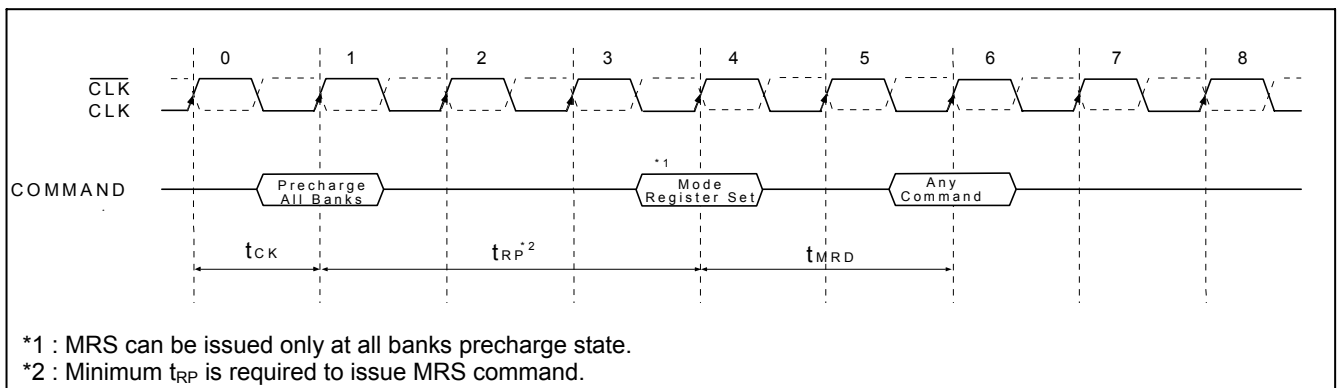 0 1 2 3 4 5 6 7 8
CLK
CLK
*1
COMMAND
Precharge
All Banks
Mode
Register Set
Any
Command
tCK
tRP*2
tMRD
*1 : MRS can be issued only at all banks precharge state.
*2 : Minimum tRP is required to issue MRS command.